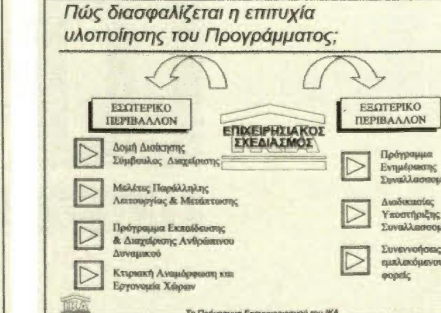 Πώς διασφαλίζεται η επιτυχία
υλοποίησης του Προγράμματος;
ΕΣΩΤΕΡΙΚΟ
ΠΕΡΙΒΑΛΛΟΝ
Δομή Διοίκησης
Σύμβουλος Διαχείρισης
Μελέτες Παράλληλης
Λειτουργίας & Μετάπτωσης
Πρόγραμμα Εκπαίδευσης
& Διαχείρισης Ανθρώπινου
Δυναμικού
Κτιριακή Αναμόρφωση και
Εργονομία Χώρων
ΕΠΙΧΕΙΡΗΣΙΑΚΟΣ
ΣΧΕΔΙΑΣΜΟΣ
ΕΞΩΤΕΡΙΚΟ
ΠΕΡΙΒΑΛΛΟΝ
Πρόγραμμα
Ενημέρωσης
Συναλλασσομ
Διαδικασίες
Υποστήριξης
Συναλλασσομ
Συνεννοήσεις
εμπλεκόμενου
φορείς